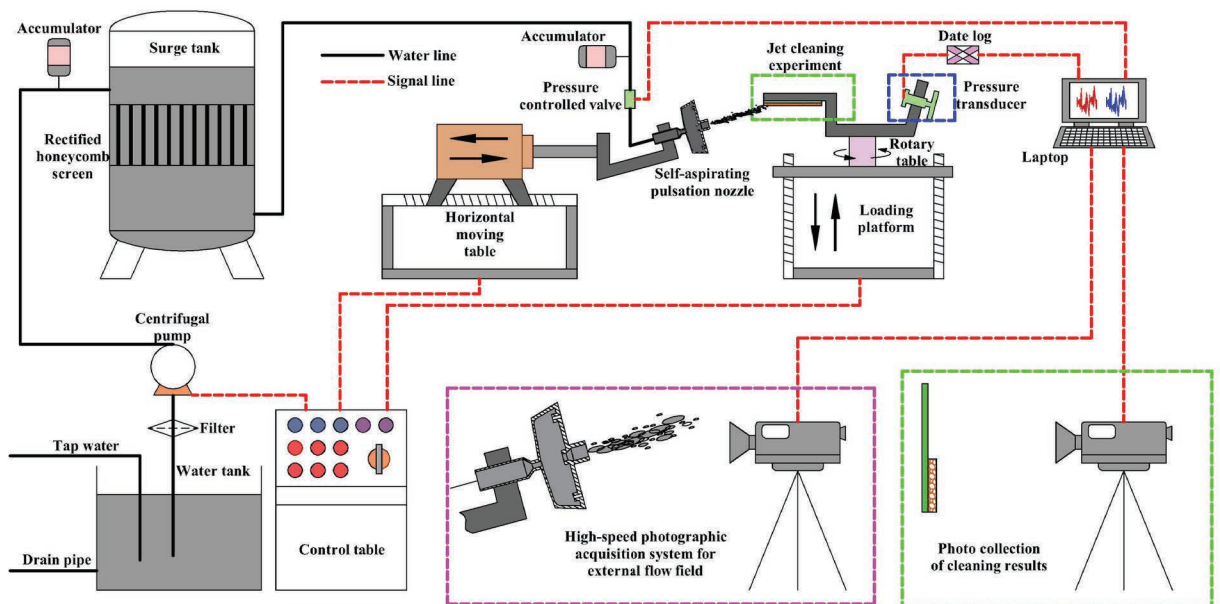 Accumulator
Surge tank
Rectified
honeycomb
screen
Water line
Signal line
Accumulator
Pressure
controlled valve
Jet cleaning
experiment
Date log
Pressure
transducer
Laptop
Self-aspirating
pulsation nozzle
Rotary
table
Horizontal
moving
table
Loading
platform
Centrifugal
pump
Filter
Tap water
Water tank
Drain pipe
Control table
High-speed photographic
acquisition system for
external flow field
Photo collection
of cleaning results